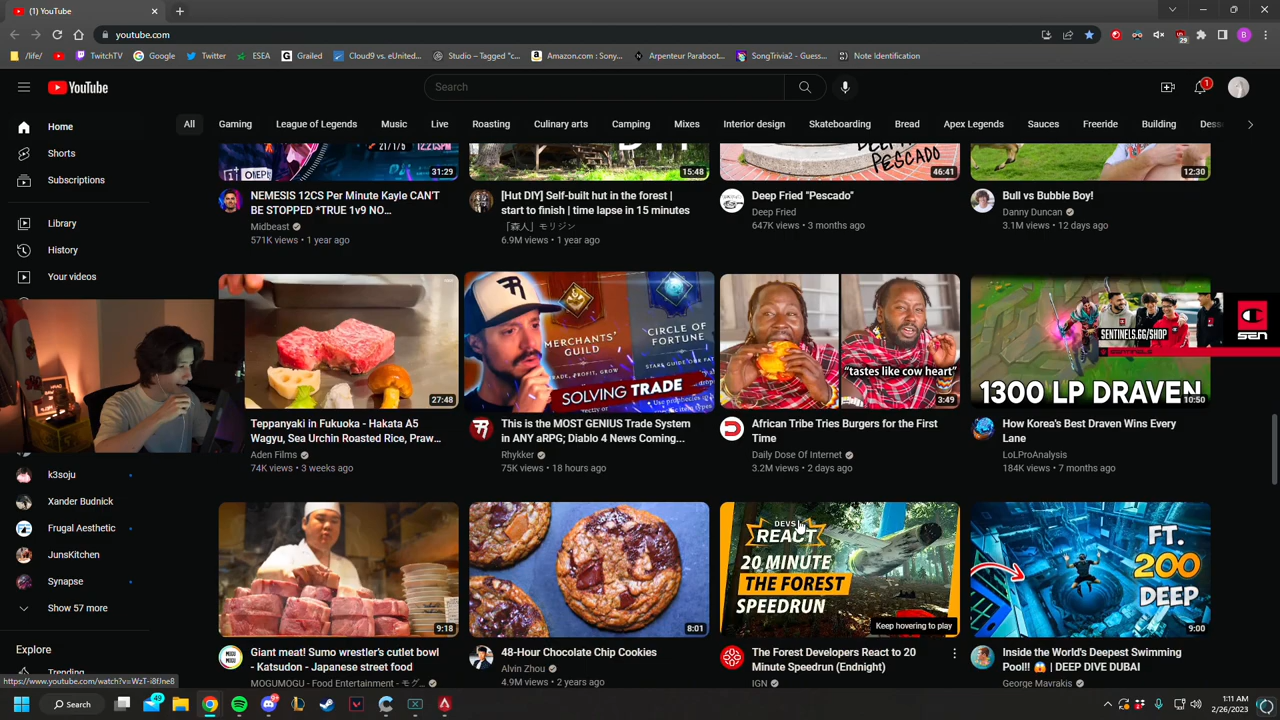 (1) YouTube
youtube.com
/life/
TwitchTV
Google
Twitter
ESEA
Grailed
Cloud9 vs. eUnited...
Studio – Tagged "c...
Amazon.com : Sony...
Arpenteur Paraboot...
SongTrivia2 - Guess...
Note Identification
29
B
YouTube
Search
1
Home
Shorts
Subscriptions
Library
History
Your videos
k3soju
Xander Budnick
Frugal Aesthetic
JunsKitchen
Synapse
Show 57 more
Explore
Trending
All
Gaming
League of Legends
Music
Live
Roasting
Culinary arts
Camping
Mixes
Interior design
Skateboarding
Bread
Apex Legends
Sauces
Freeride
Building
21/1/5
31:29
NEMESIS 12CS Per Minute Kayle CAN'T
BE STOPPED *TRUE 1v9 NO...
Midbeast
571K views • 1 year ago
15:48
[Hut DIY] Self-built hut in the forest |
start to finish | time lapse in 15 minutes
「森人」モリジン
6.9M views • 1 year ago
PESCADO
46:41
Deep Fried "Pescado"
Deep Fried
647K views • 3 months ago
12:30
Bull vs Bubble Boy!
Danny Duncan
3.1M views • 12 days ago
27:48
Teppanyaki in Fukuoka - Hakata A5
Wagyu, Sea Urchin Roasted Rice, Praw...
Aden Films
74K views • 3 weeks ago
MERCHANTS'
GUILD
CIRCLE OF
FORTUNE
SOLVING TRADE
This is the MOST GENIUS Trade System
in ANY aRPG; Diablo 4 News Coming...
Rhykker
75K views • 18 hours ago
"tastes like cow heart"
3:49
African Tribe Tries Burgers for the First
Time
Daily Dose Of Internet
3.2M views • 2 days ago
SENTINELS.GG/SHOP
SEN
1300 LP DRAVEN
10:50
How Korea's Best Draven Wins Every
Lane
LoLProAnalysis
184K views • 7 months ago
9:18
Giant meat! Sumo wrestler's cutlet bowl
- Katsudon - Japanese street food
MOGUMOGU - Food Entertainment - モグ...
8:01
48-Hour Chocolate Chip Cookies
Alvin Zhou
4.9M views • 2 years ago
DEVS
REACT
20 MINUTE
THE FOREST
SPEEDRUN
Keep hovering to play
The Forest Developers React to 20
Minute Speedrun (Endnight)
IGN
FT.
200
DEEP
9:00
Inside the World's Deepest Swimming
Pool!! 😱 | DEEP DIVE DUBAI
George Mavrakis
https://www.youtube.com/watch?v=WzT-i8fJne8
Search
49
1:11 AM
2/26/2023